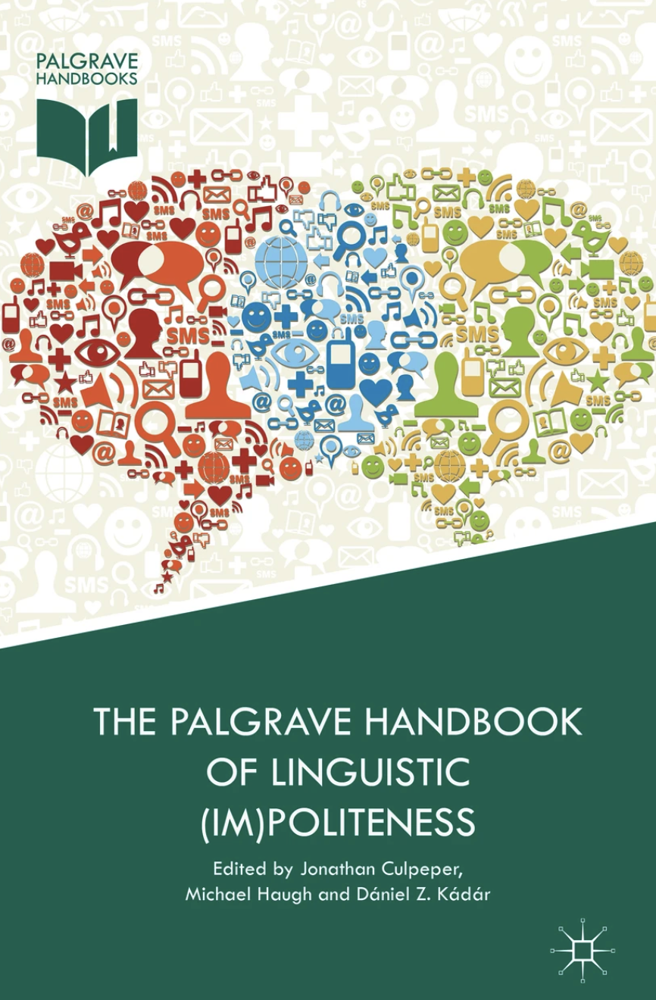 PALGRAVE
HANDBOOKS
THE PALGRAVE HANDBOOK
OF LINGUISTIC
(IM)POLITENESS
Edited by Jonathan Culpeper,
Michael Haugh and Dániel Z. Kádár